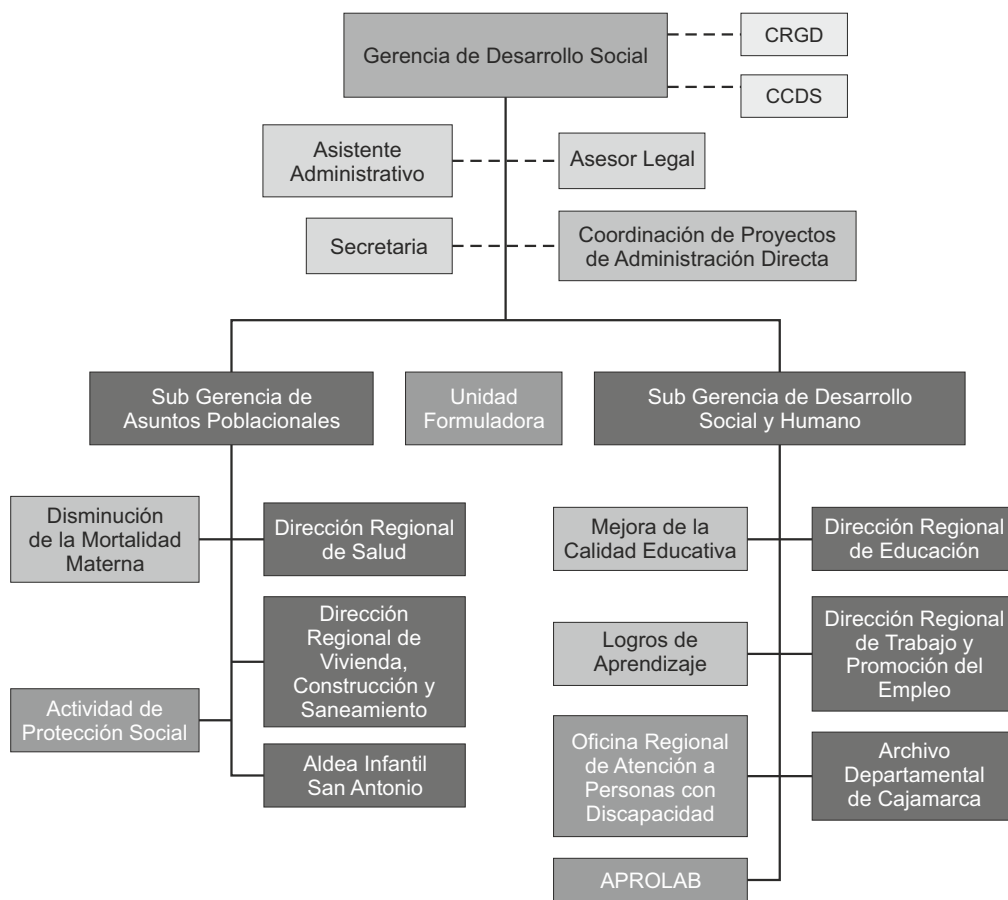 Gerencia de Desarrollo Social
CRGD
CCDS
Asistente
Administrativo
Asesor Legal
Secretaria
Coordinación de Proyectos
de Administración Directa
Sub Gerencia de
Asuntos Poblacionales
Unidad
Formuladora
Sub Gerencia de Desarrollo
Social y Humano
Disminución
de la Mortalidad
Materna
Dirección Regional
de Salud
Dirección
Regional de
Vivienda,
Construcción y
Saneamiento
Actividad de
Protección Social
Aldea Infantil
San Antonio
Mejora de la
Calidad Educativa
Dirección Regional
de Educación
Logros de
Aprendizaje
Dirección Regional
de Trabajo y
Promoción del
Empleo
Oficina Regional
de Atención a
Personas con
Discapacidad
Archivo
Departamental
de Cajamarca
APROLAB